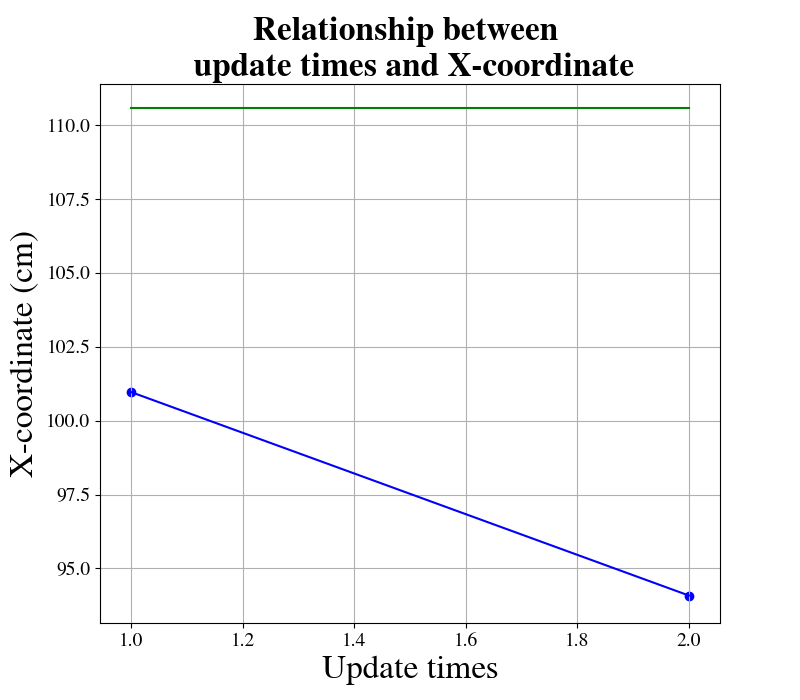 Relationship between
update times and X-coordinate
X-coordinate (cm)
110.0
107.5
105.0
102.5
100.0
97.5
95.0
1.0 1.2 1.4 1.6 1.8 2.0
Update times